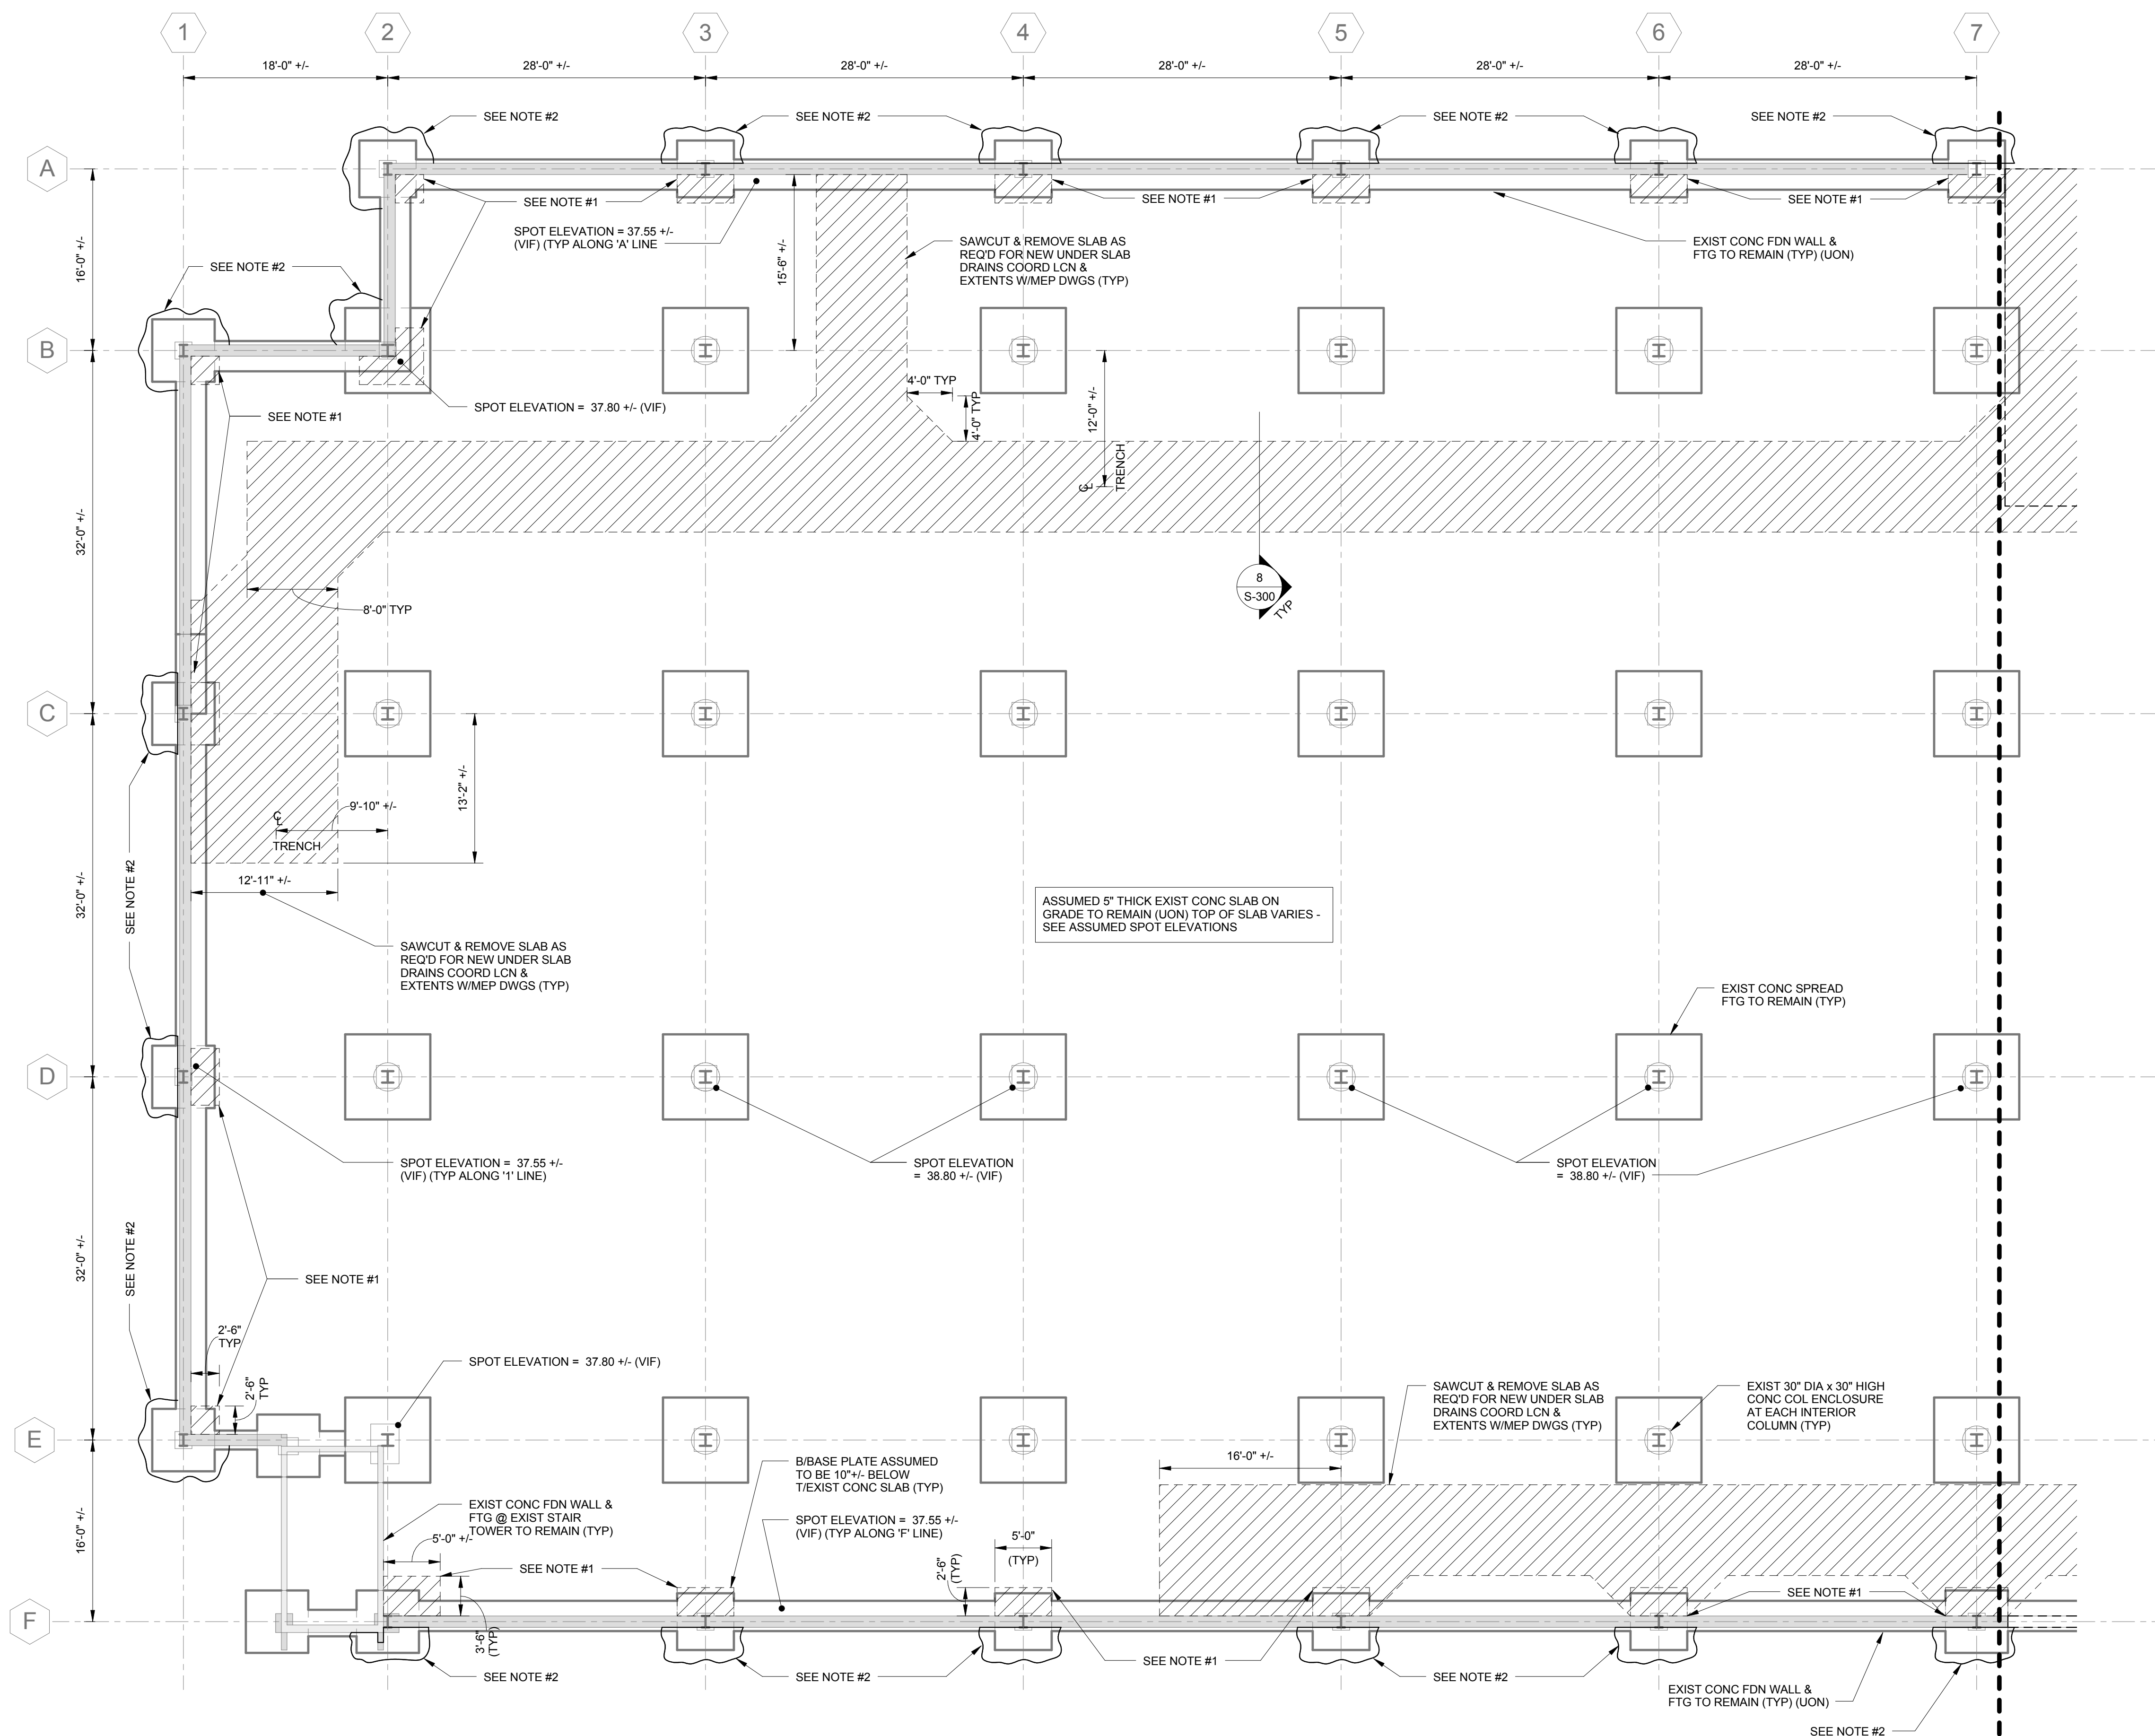 1
2
3
4
5
6
7
18'-0" +/-
28'-0" +/-
28'-0" +/-
28'-0" +/-
28'-0" +/-
28'-0" +/-
SEE NOTE #2
SEE NOTE #2
SEE NOTE #2
SEE NOTE #2
A
SEE NOTE #1
SEE NOTE #1
SEE NOTE #1
SPOT ELEVATION = 37.55 +/-
(VIF) (TYP ALONG 'A' LINE
SAWCUT & REMOVE SLAB AS
REQ'D FOR NEW UNDER SLAB
DRAINS COORD LCN &
EXTENTS W/MEP DWGS (TYP)
EXIST CONC FDN WALL &
FTG TO REMAIN (TYP) (UON)
16'-0" +/-
15'-6" +/-
SEE NOTE #2
B
4'-0" TYP
4'-0" TYP
12'-0" +/-
SPOT ELEVATION = 37.80 +/- (VIF)
SEE NOTE #1
CL
TRENCH
32'-0" +/-
8
S-300
TYP
8'-0" TYP
C
13'-2" +/-
9'-10" +/-
CL
TRENCH
12'-11" +/-
32'-0" +/-
SEE NOTE #2
ASSUMED 5" THICK EXIST CONC SLAB ON
GRADE TO REMAIN (UON) TOP OF SLAB VARIES -
SEE ASSUMED SPOT ELEVATIONS
SAWCUT & REMOVE SLAB AS
REQ'D FOR NEW UNDER SLAB
DRAINS COORD LCN &
EXTENTS W/MEP DWGS (TYP)
EXIST CONC SPREAD
FTG TO REMAIN (TYP)
D
SPOT ELEVATION = 37.55 +/-
(VIF) (TYP ALONG '1' LINE)
SPOT ELEVATION
= 38.80 +/- (VIF)
SPOT ELEVATION
= 38.80 +/- (VIF)
32'-0" +/-
SEE NOTE #2
SEE NOTE #1
2'-6"
TYP
2'-6"
TYP
SPOT ELEVATION = 37.80 +/- (VIF)
SAWCUT & REMOVE SLAB AS
REQ'D FOR NEW UNDER SLAB
DRAINS COORD LCN &
EXTENTS W/MEP DWGS (TYP)
EXIST 30" DIA x 30" HIGH
CONC COL ENCLOSURE
AT EACH INTERIOR
COLUMN (TYP)
E
16'-0" +/-
B/BASE PLATE ASSUMED
TO BE 10"+/- BELOW
T/EXIST CONC SLAB (TYP)
EXIST CONC FDN WALL &
FTG @ EXIST STAIR
TOWER TO REMAIN (TYP)
SPOT ELEVATION = 37.55 +/-
(VIF) (TYP ALONG 'F' LINE)
16'-0" +/-
5'-0" +/-
5'-0"
(TYP)
2'-6"
(TYP)
SEE NOTE #1
SEE NOTE #1
F
3'-6"
(TYP)
SEE NOTE #1
SEE NOTE #2
SEE NOTE #2
SEE NOTE #2
EXIST CONC FDN WALL &
FTG TO REMAIN (TYP) (UON)
SEE NOTE #2